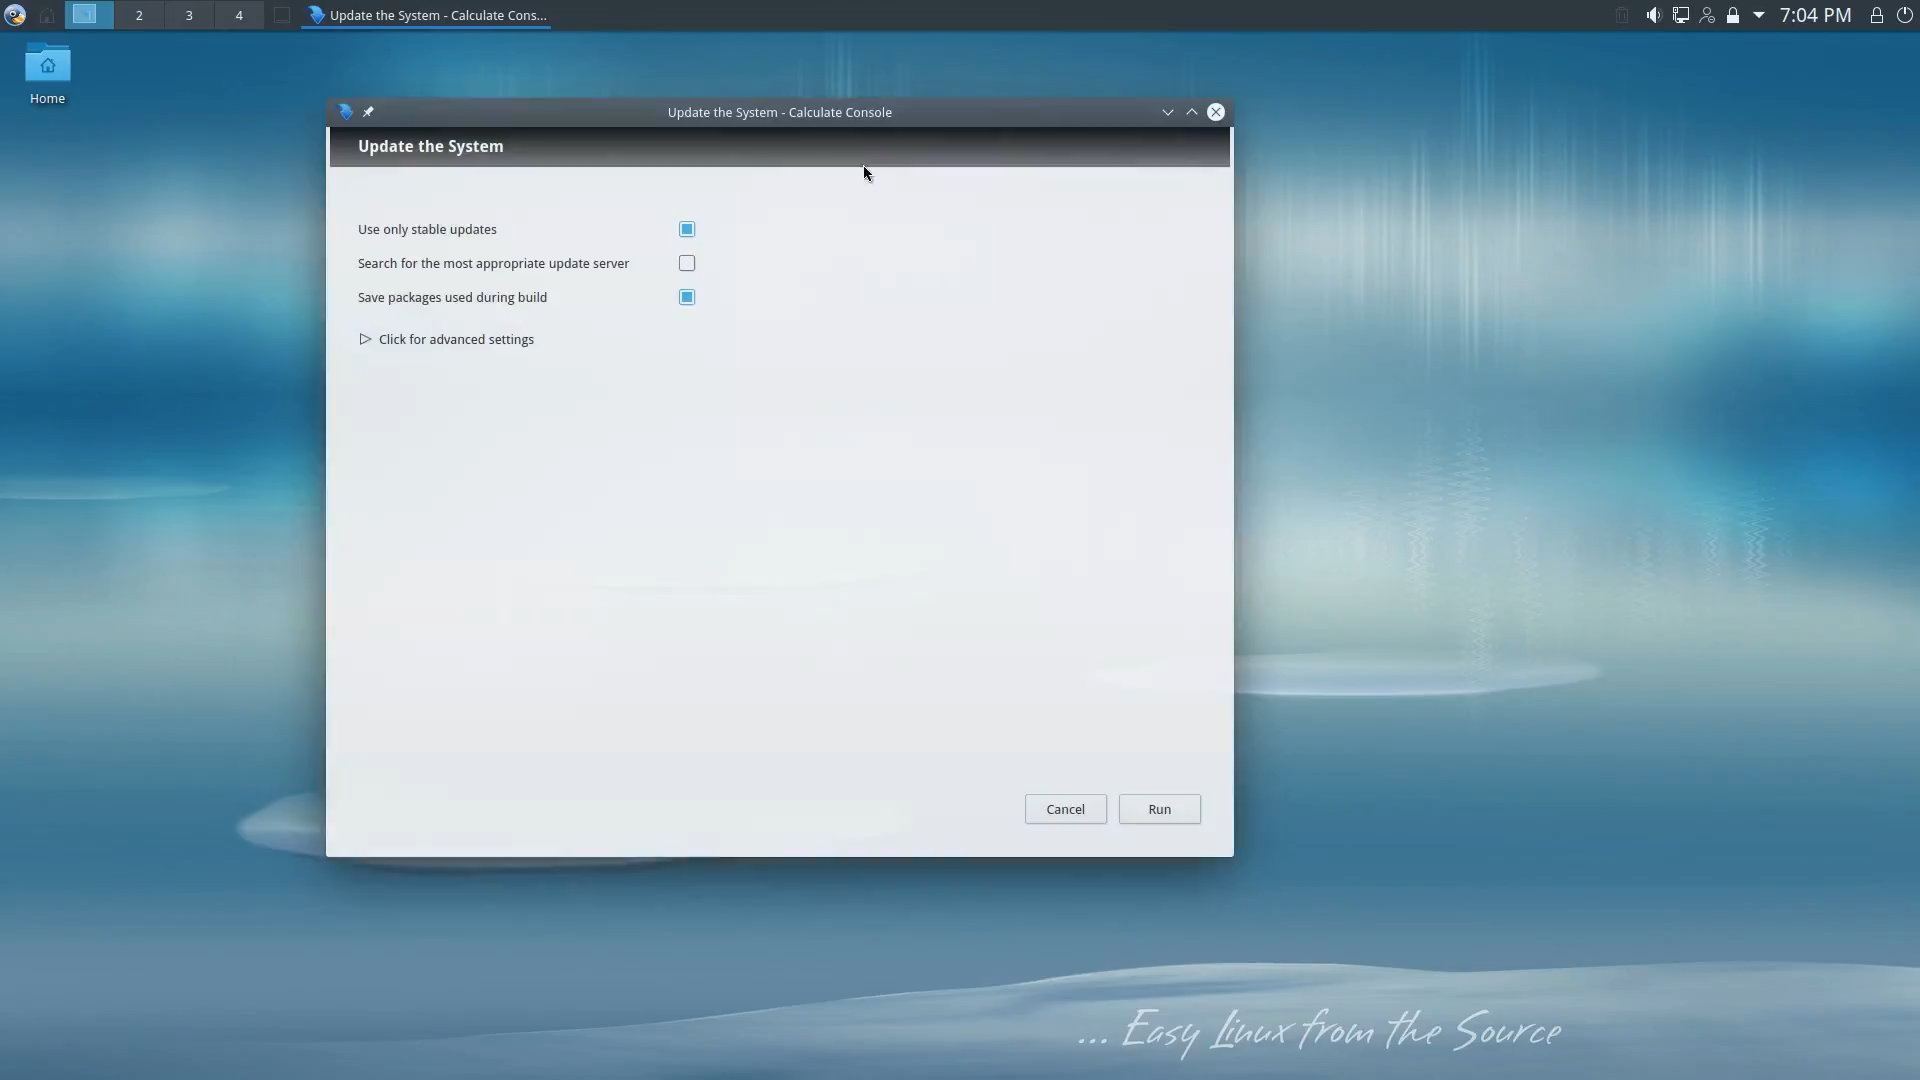 2
3
4
Update the System - Calculate Cons...
7:04 PM
Home
Update the System - Calculate Console
Update the System
Use only stable updates
Search for the most appropriate update server
Save packages used during build
Click for advanced settings
Cancel
Run
... Easy Linux from the Source